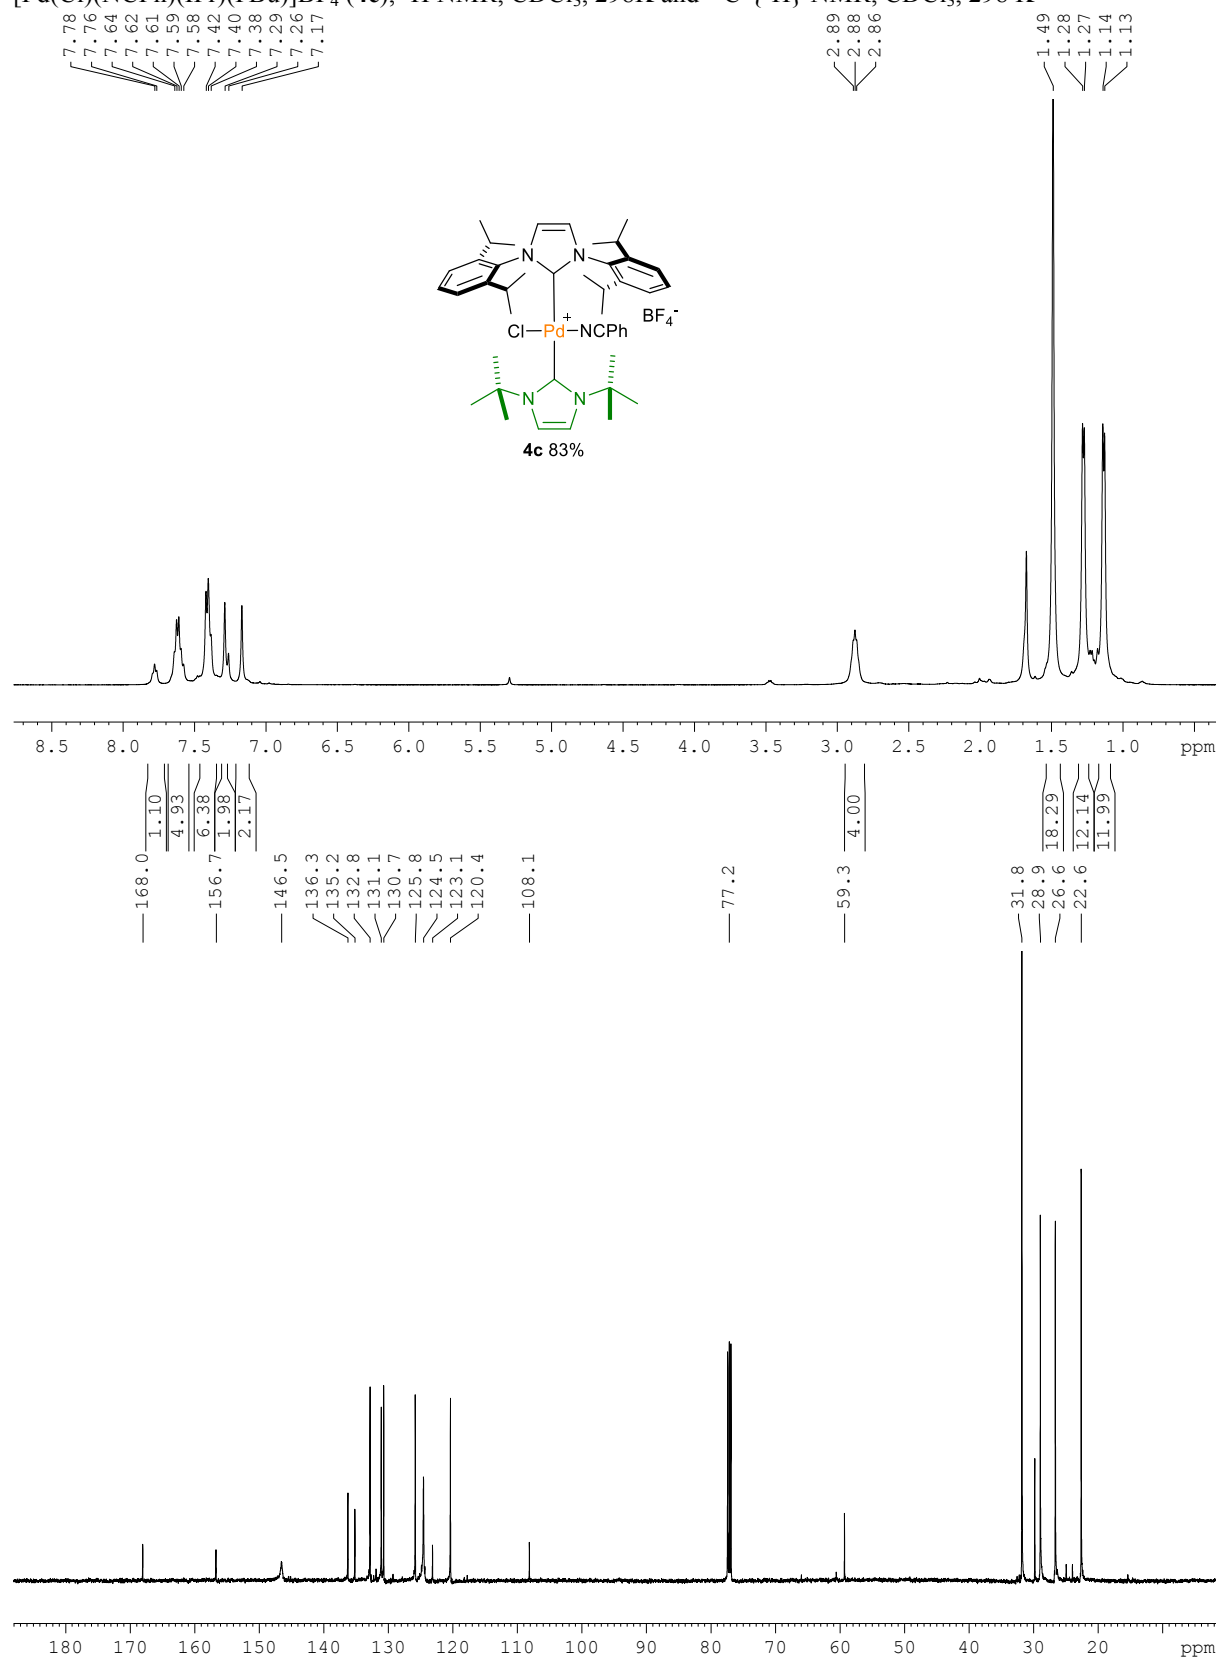 [Pd(Cl)(NCPh)(IPr)(ItBu)]BF4 (4c), 1H NMR, CDCl3, 298K and 13C {1H} NMR, CDCl3, 298 K
7.78 7.76 7.64 7.62 7.61 7.59 7.58 7.42 7.40 7.38 7.29 7.26 7.17 2.89 2.88 2.86 1.49 1.28 1.27 1.14 1.13
N N
Cl Pd + NCPh BF4-
N N
4c 83%
8.5 8.0 7.5 7.0 6.5 6.0 5.5 5.0 4.5 4.0 3.5 3.0 2.5 2.0 1.5 1.0 ppm
1.10 4.93 6.38 1.98 2.17 4.00 18.29 12.14 11.99
168.0 156.7 146.5 136.3 135.2 132.8 131.1 130.7 125.8 124.5 123.1 120.4 108.1 77.2 59.3 31.8 28.9 26.6 22.6
180 170 160 150 140 130 120 110 100 90 80 70 60 50 40 30 20 ppm